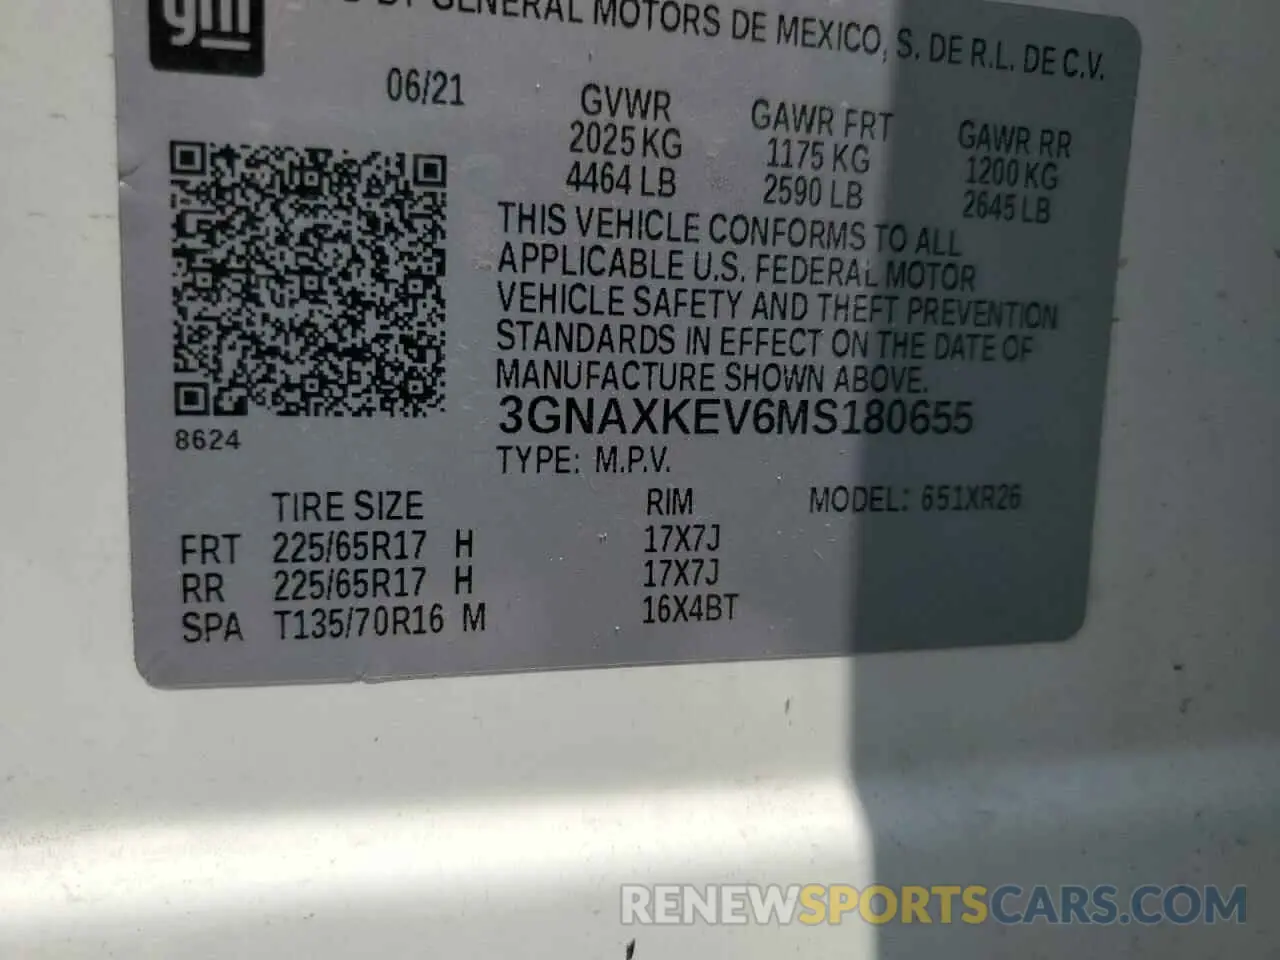 gm
GENERAL MOTORS DE MEXICO, S. DE R.L. DE C.V.
06/21
GVWR
2025 KG
4464 LB
GAWR FRT
1175 KG
2590 LB
GAWR RR
1200 KG
2645 LB
THIS VEHICLE CONFORMS TO ALL
APPLICABLE U.S. FEDERAL MOTOR
VEHICLE SAFETY AND THEFT PREVENTION
STANDARDS IN EFFECT ON THE DATE OF
MANUFACTURE SHOWN ABOVE.
3GNAXKEV6MS180655
8624
TYPE: M.P.V.
TIRE SIZE RIM MODEL: 651XR26
FRT 225/65R17 H 17X7J
RR 225/65R17 H 17X7J
SPA T135/70R16 M 16X4BT
RENEWSPORTSCARS.COM